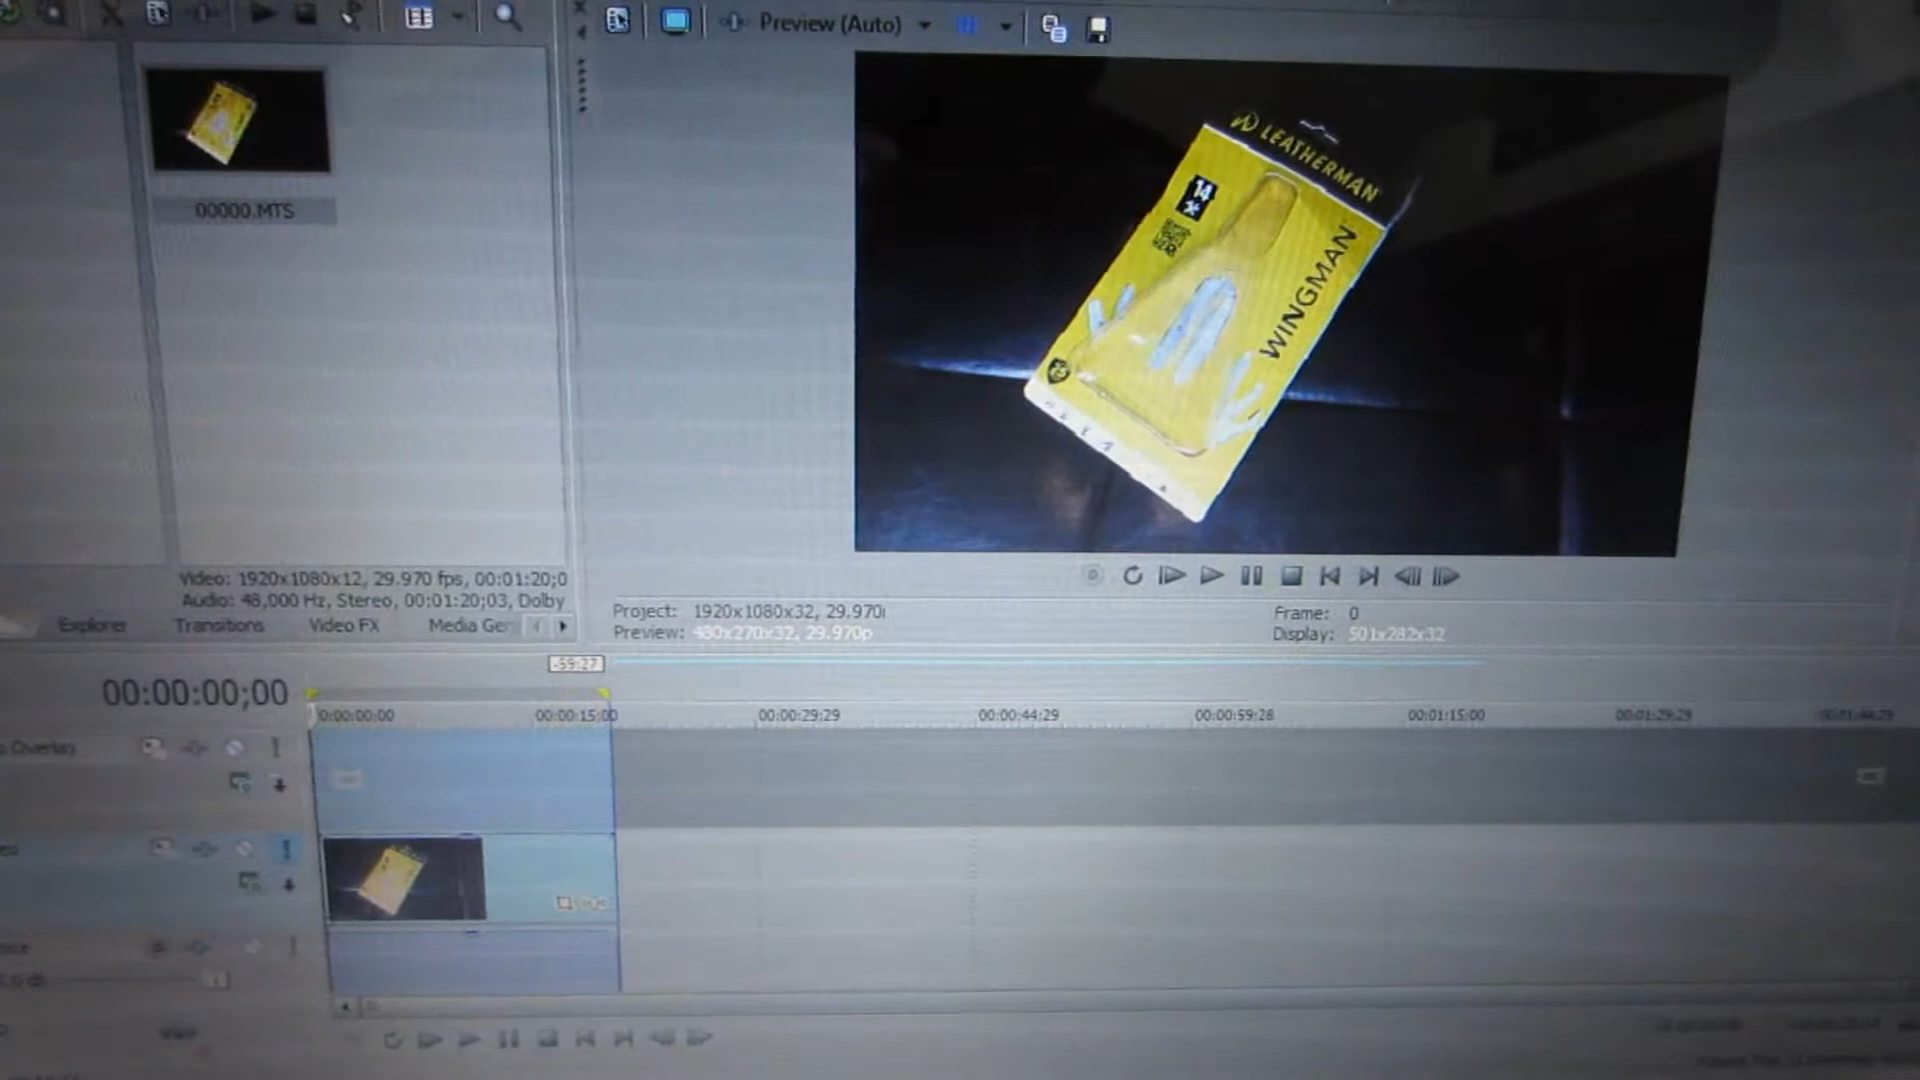 Preview (Auto)
00000.MTS
LEATHERMAN
14
WINGMAN
Video: 1920x1080x12, 29.970 fps, 00:01:20;0
Audio: 48,000 Hz, Stereo, 00:01:20;03, Dolby
Explorer Transitions Video FX Media Gen
Project: 1920x1080x32, 29.970i
Preview: 480x270x32, 29.970p
Frame: 0
Display: 501x282x32
-59:27
00:00:00;00
0:00:00;00 00:00:15;00 00:00:29;29 00:00:44;29 00:00:59;28 00:01:15;00 00:01:29;29 00:01:44;29
o Overlay